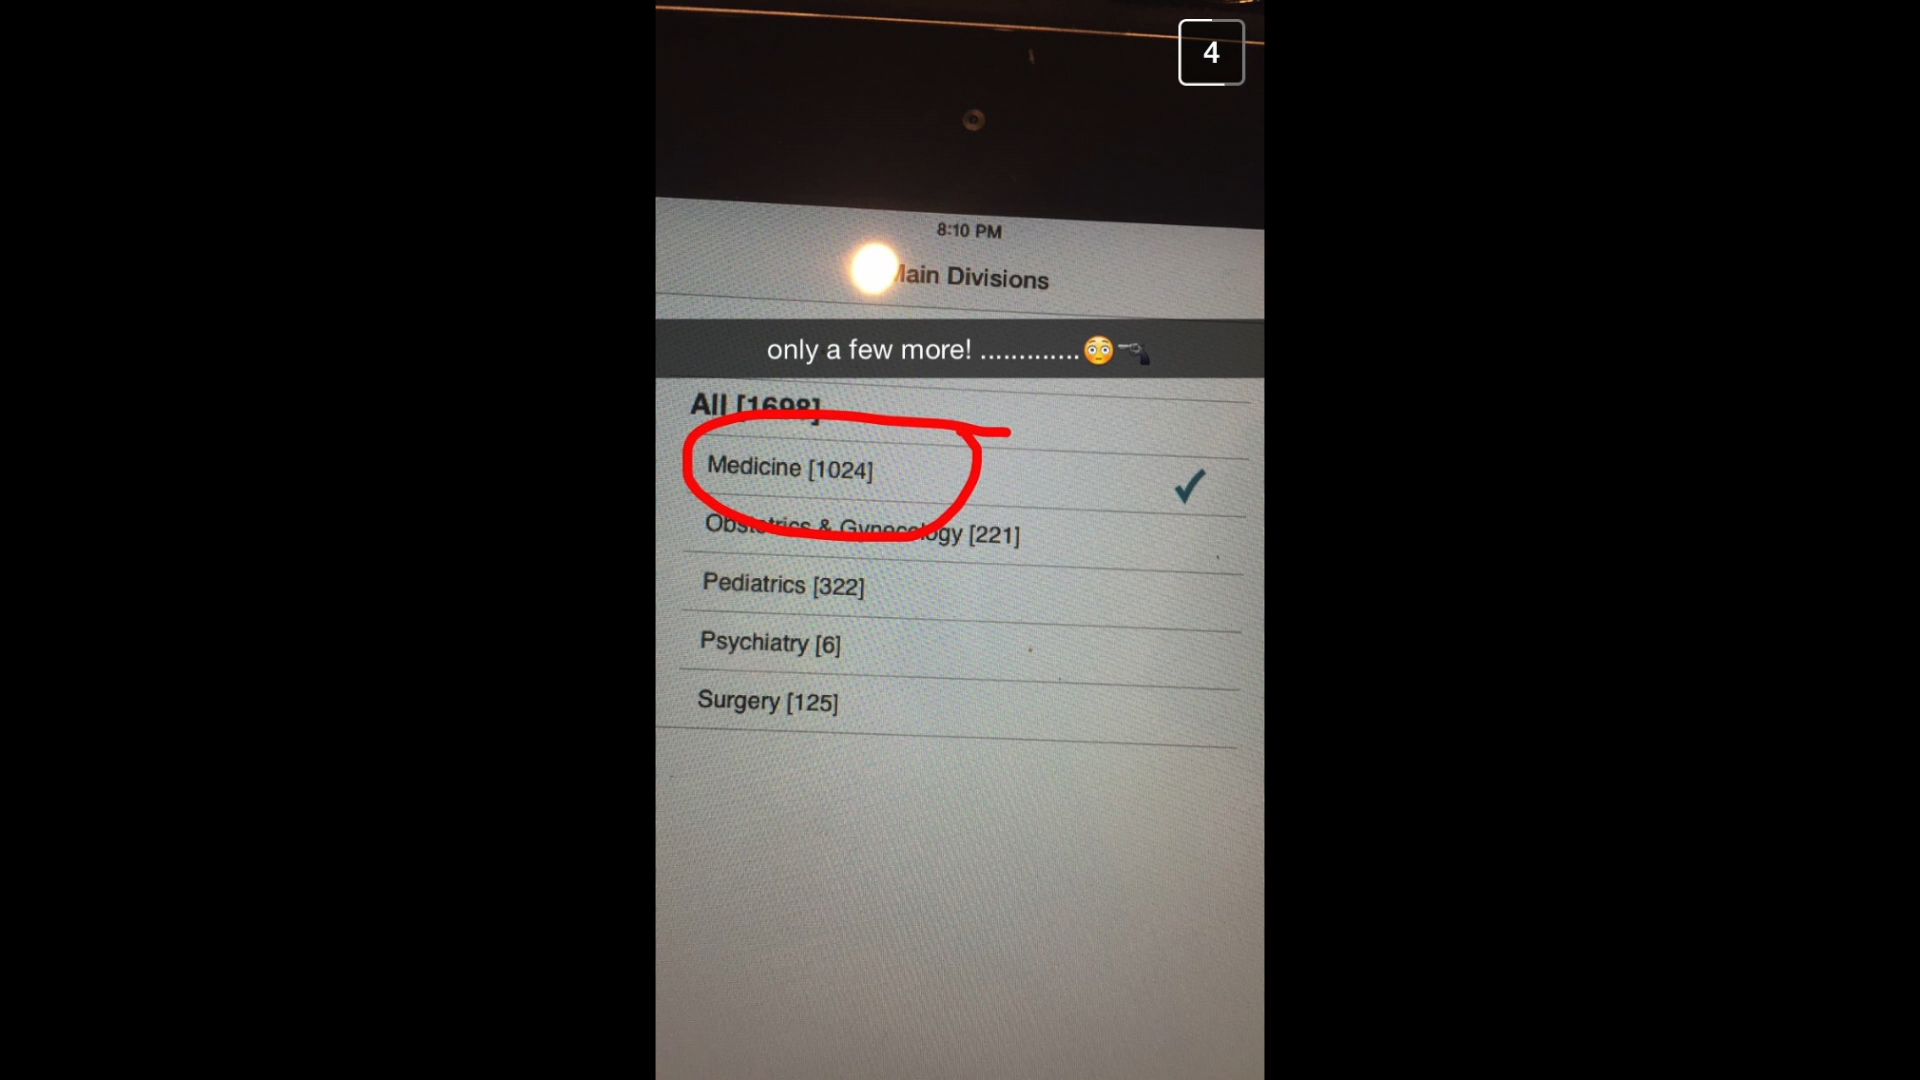 4
8:10 PM
Main Divisions
only a few more! .............😳🔫
All [1698]
Medicine [1024]
Obstetrics & Gynecology [221]
Pediatrics [322]
Psychiatry [6]
Surgery [125]